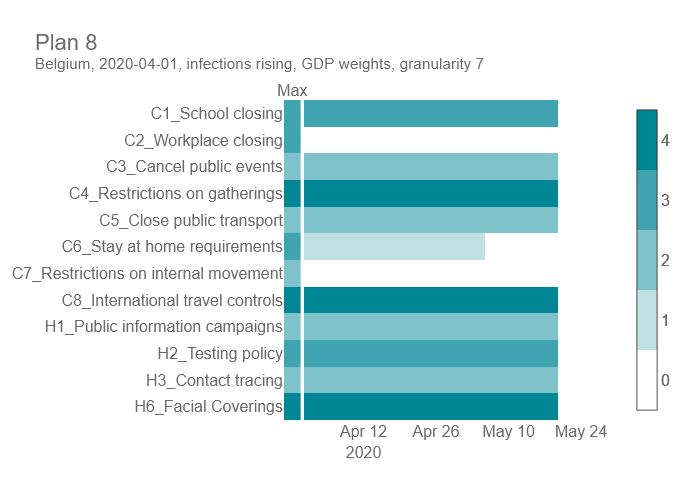 Plan 8
Belgium, 2020-04-01, infections rising, GDP weights, granularity 7
Max
C1_School closing
C2_Workplace closing
C3_Cancel public events
C4_Restrictions on gatherings
C5_Close public transport
C6_Stay at home requirements
C7_Restrictions on internal movement
C8_International travel controls
H1_Public information campaigns
H2_Testing policy
H3_Contact tracing
H6_Facial Coverings
Apr 12 Apr 26 May 10 May 24
2020
4
3
2
1
0